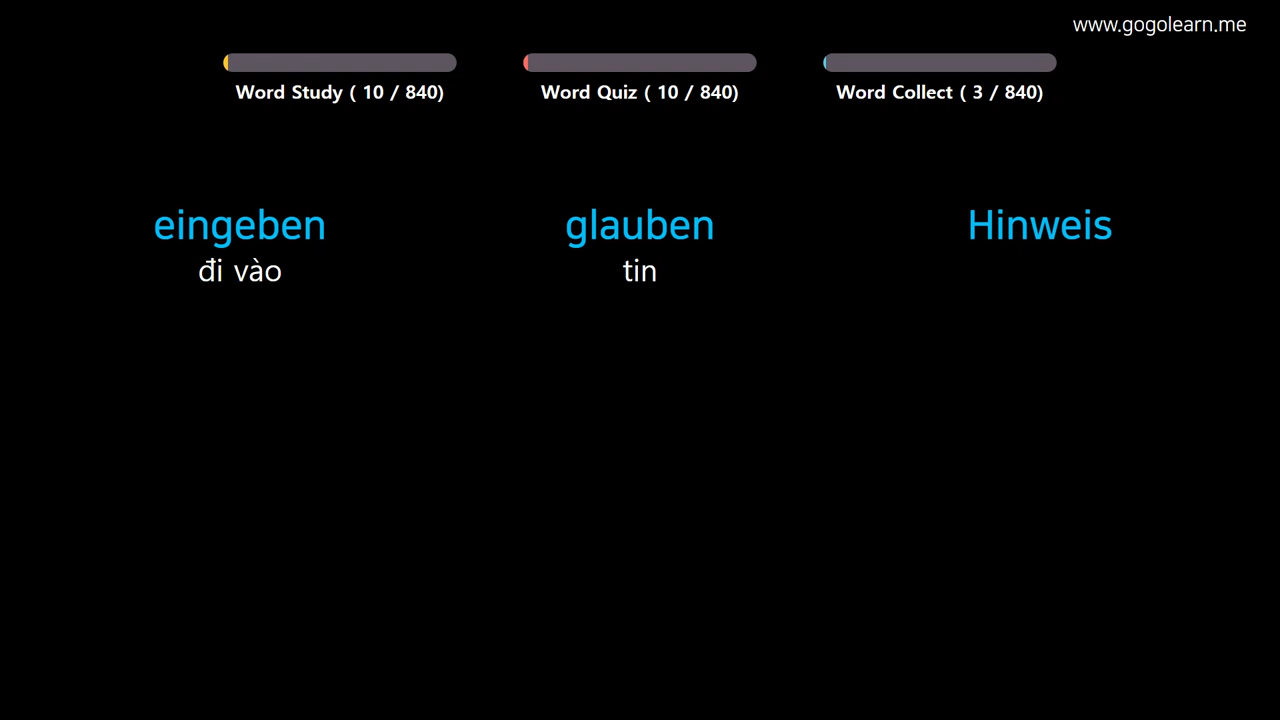 www.gogolearn.me
Word Study ( 10 / 840)
Word Quiz ( 10 / 840)
Word Collect ( 3 / 840)
eingeben
đi vào
glauben
tin
Hinweis